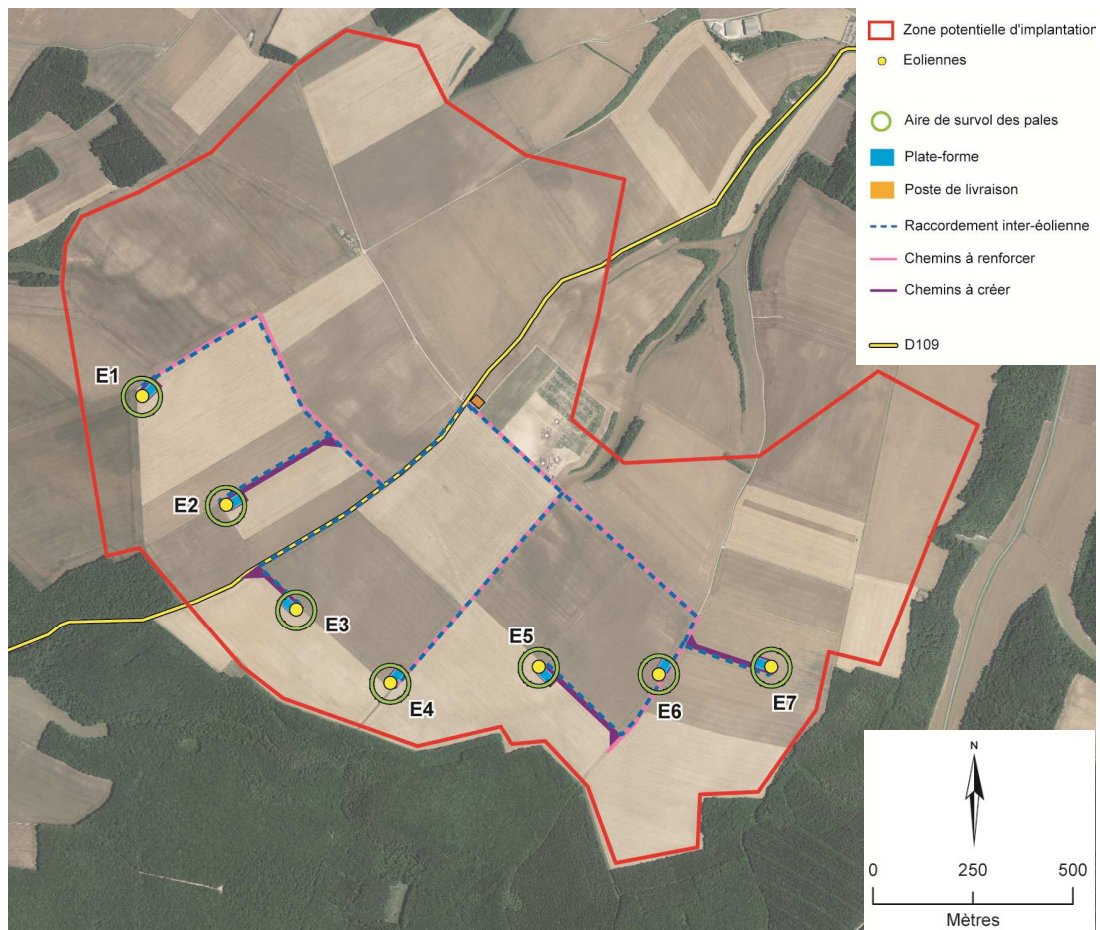 Zone potentielle d'implantation
Eoliennes
Aire de survol des pales
Plate-forme
Poste de livraison
Raccordement inter-éolienne
Chemins à renforcer
Chemins à créer
D109
E1
E2
E3
E4
E5
E6
E7
N
0 250 500
Mètres